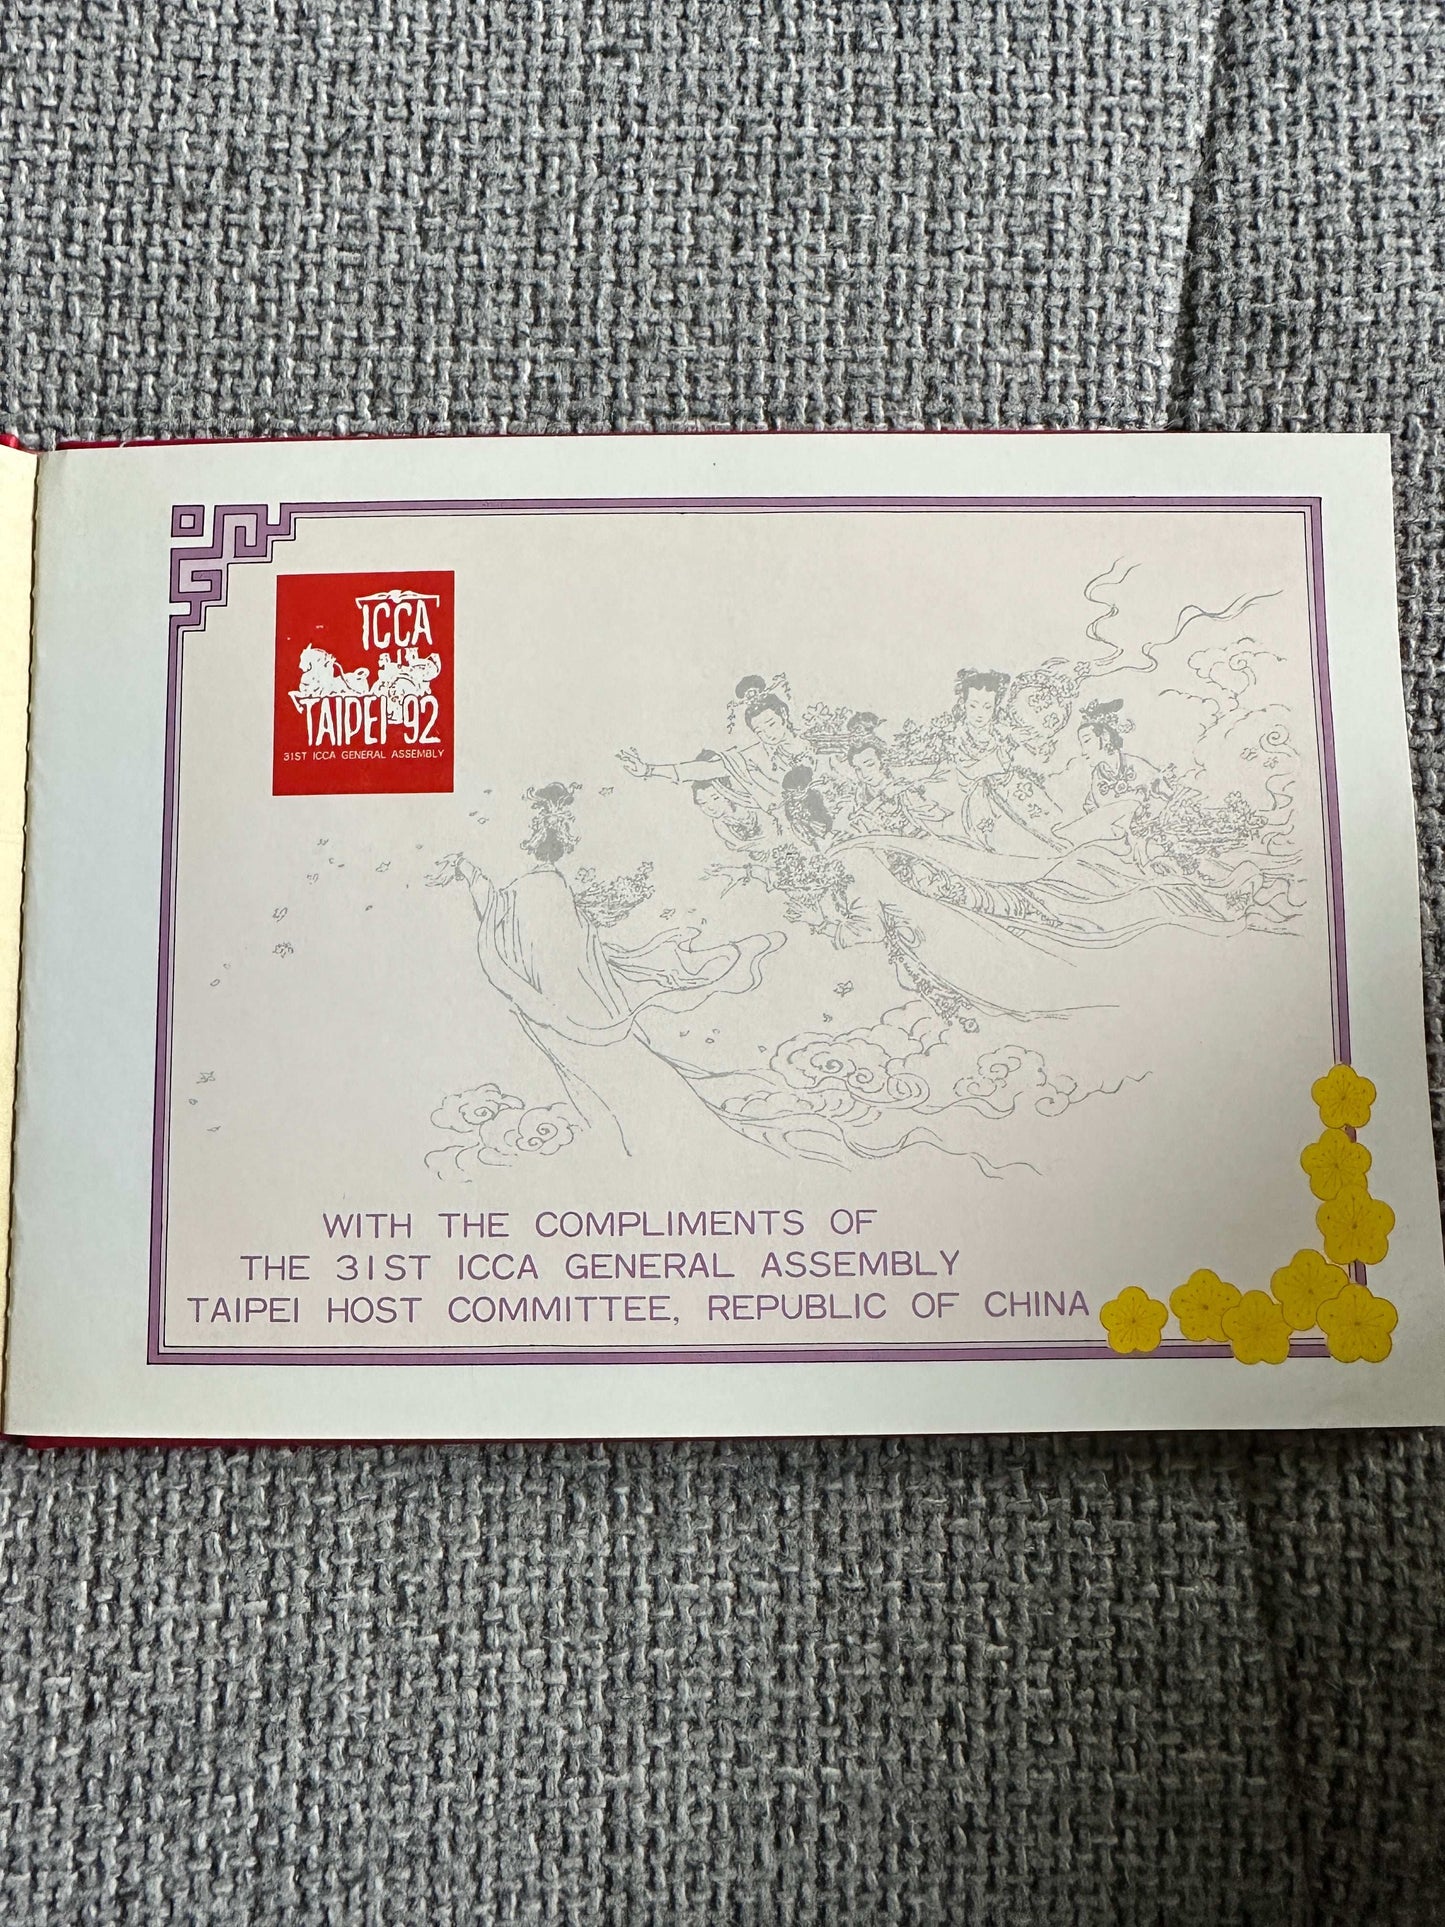 ICCA
TAIPEI '92
31ST ICCA GENERAL ASSEMBLY
WITH THE COMPLIMENTS OF
THE 31ST ICCA GENERAL ASSEMBLY
TAIPEI HOST COMMITTEE, REPUBLIC OF CHINA